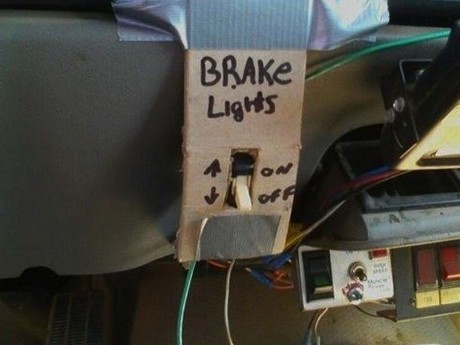 BRAKe
Lights
↑ ON
↓ OFF